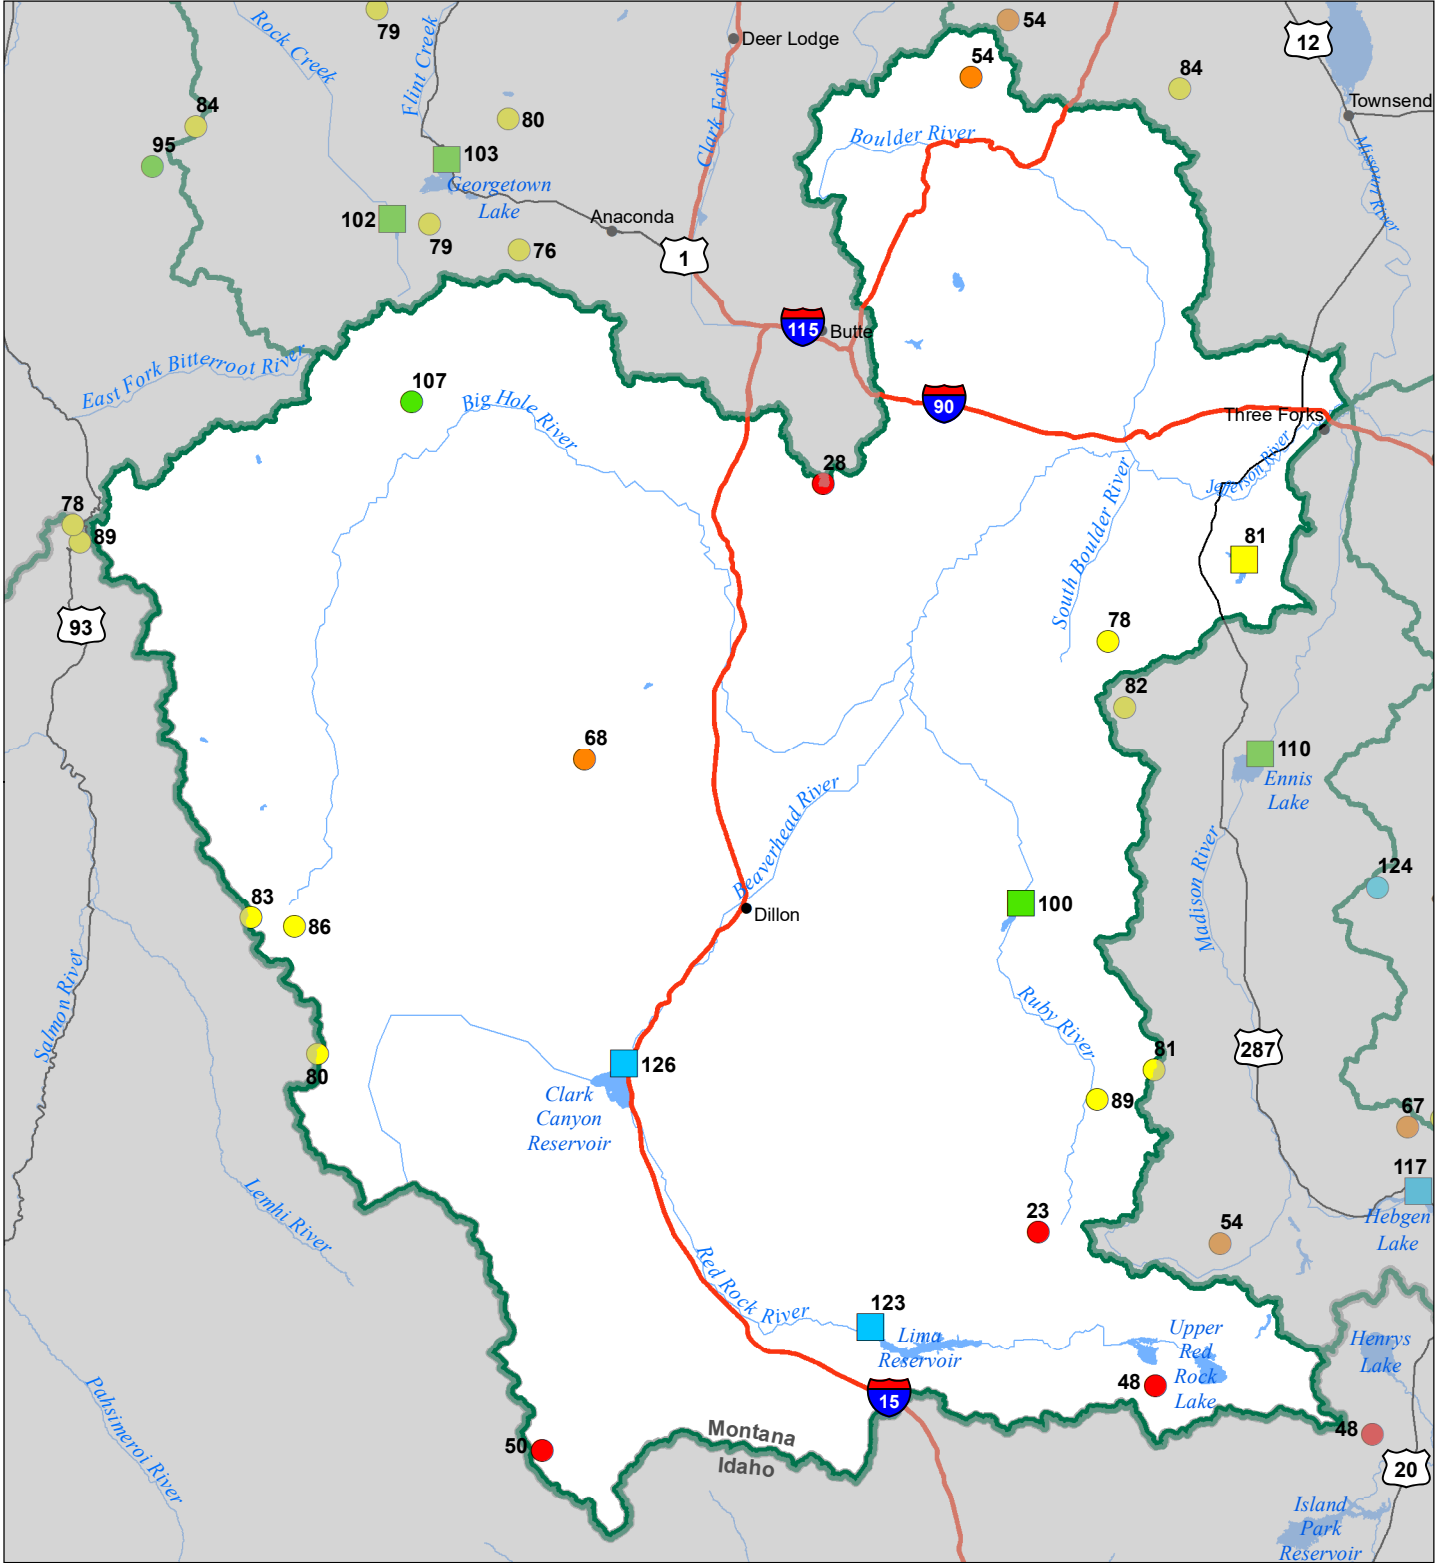 79
Rock Creek
Flint Creek
Deer Lodge
54
54
12
84
Townsend
84
80
Clark Fork
Boulder River
95
103
Georgetown
Lake
Missouri River
102
79
76
Anaconda
1
115
Butte
East Fork Bitterroot River
107
Big Hole River
90
Three Forks
28
Jefferson River
South Boulder River
78
89
81
93
78
82
68
110
Ennis
Lake
Beaverhead River
Madison River
124
83
86
Dillon
100
Salmon River
Ruby River
80
126
Clark
Canyon
Reservoir
81
287
89
67
117
Hebgen
Lake
Lemhi River
23
54
Red Rock River
123
Lima
Reservoir
Upper
Red
Rock
Lake
Henrys
Lake
48
15
Pahsimeroi River
50
Montana
Idaho
48
20
Island
Park
Reservoir